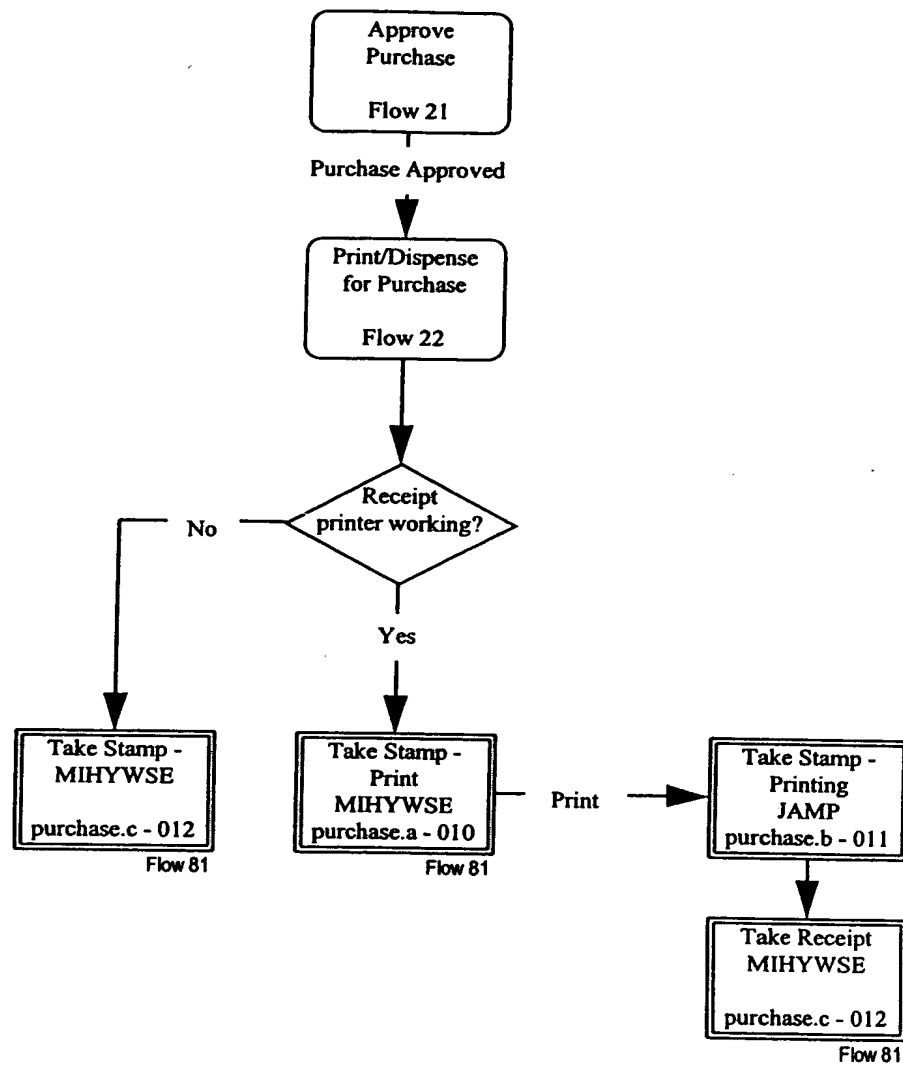 Approve
Purchase
Flow 21
Purchase Approved
Print/Dispense
for Purchase
Flow 22
Receipt
printer working?
No
Yes
Take Stamp -
MIHYWSE
purchase.c - 012
Flow 81
Take Stamp -
Print
MIHYWSE
purchase.a - 010
Flow 81
Print
Take Stamp -
Printing
JAMP
purchase.b - 011
Take Receipt
MIHYWSE
purchase.c - 012
Flow 81